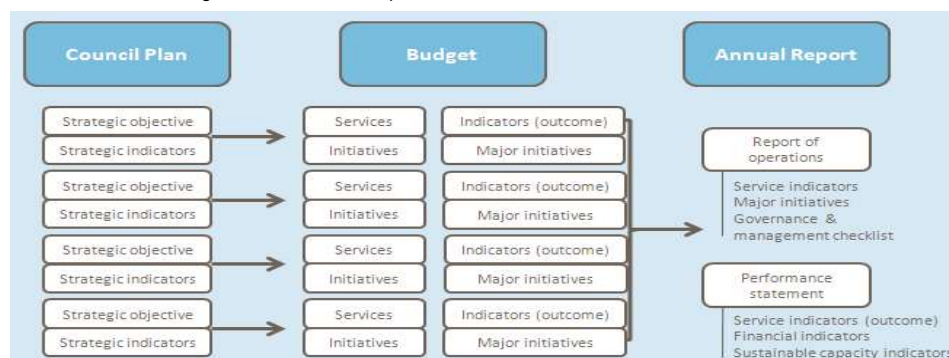 Council Plan
Budget
Annual Report
Strategic objective
Strategic indicators
Services
Initiatives
Indicators (outcome)
Major initiatives
Strategic objective
Strategic indicators
Services
Initiatives
Indicators (outcome)
Major initiatives
Strategic objective
Strategic indicators
Services
Initiatives
Indicators (outcome)
Major initiatives
Strategic objective
Strategic indicators
Services
Initiatives
Indicators (outcome)
Major initiatives
Report of
operations
Service indicators
Major initiatives
Governance &
management checklist
Performance
statement
Service indicators (outcome)
Financial indicators
Sustainable capacity indicators